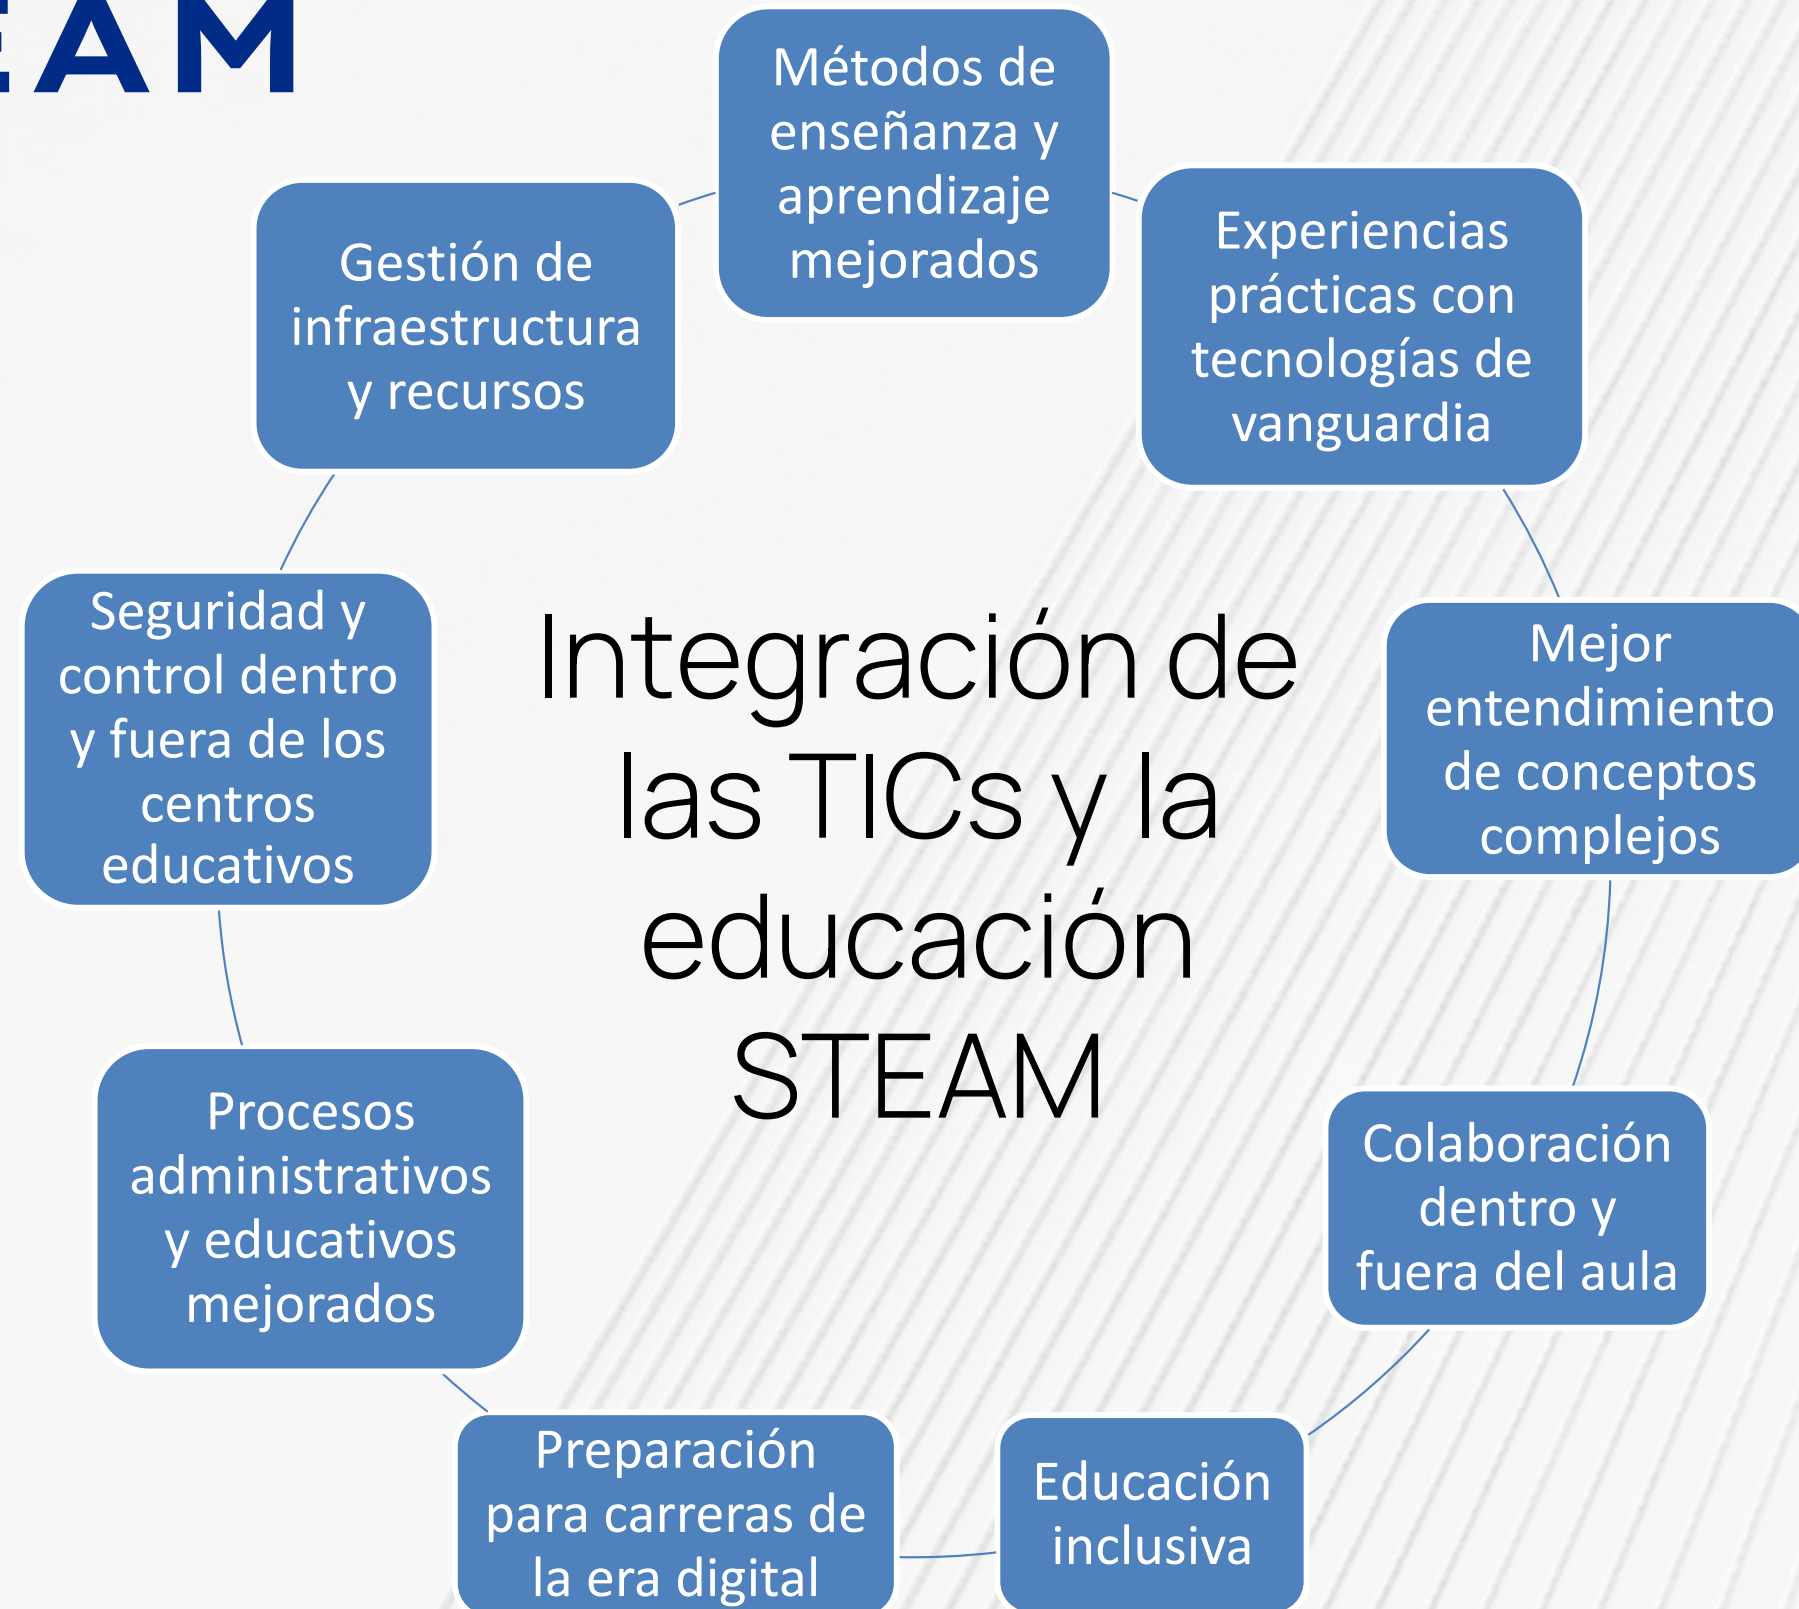 EAM
Métodos de
enseñanza y
aprendizaje
mejorados
Experiencias
prácticas con
tecnologías de
vanguardia
Mejor
entendimiento
de conceptos
complejos
Colaboración
dentro y
fuera del aula
Educación
inclusiva
Preparación
para carreras de
la era digital
Procesos
administrativos
y educativos
mejorados
Seguridad y
control dentro
y fuera de los
centros
educativos
Gestión de
infraestructura
y recursos
Integración de
las TICs y la
educación
STEAM